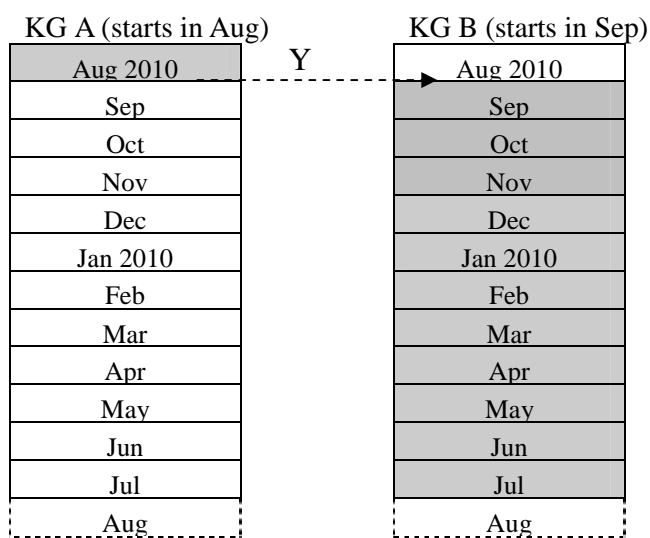 KG A (starts in Aug)
KG B (starts in Sep)
Y
Aug 2010
Sep
Oct
Nov
Dec
Jan 2010
Feb
Mar
Apr
May
Jun
Jul
Aug
Aug 2010
Sep
Oct
Nov
Dec
Jan 2010
Feb
Mar
Apr
May
Jun
Jul
Aug